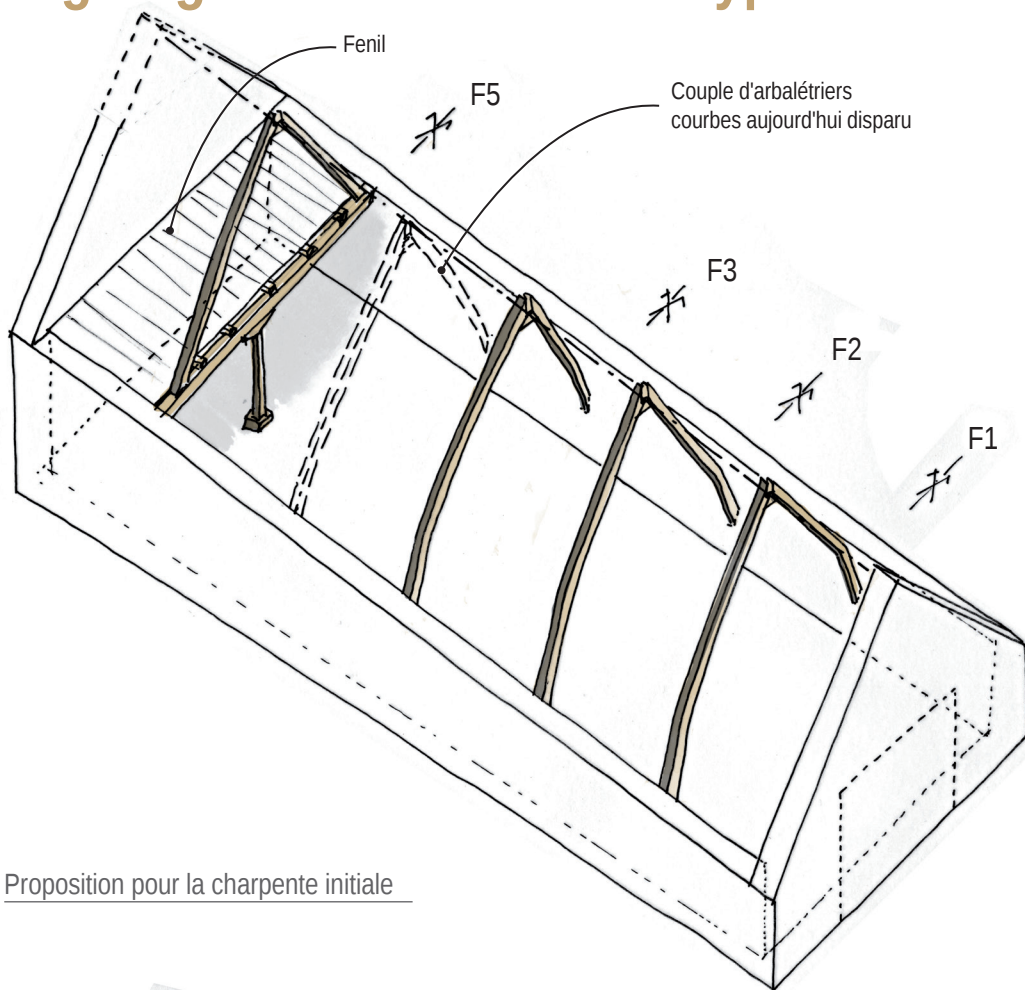 Fenil
F5
Couple d'arbalétriers
courbes aujourd'hui disparu
F3
F2
F1
Proposition pour la charpente initiale